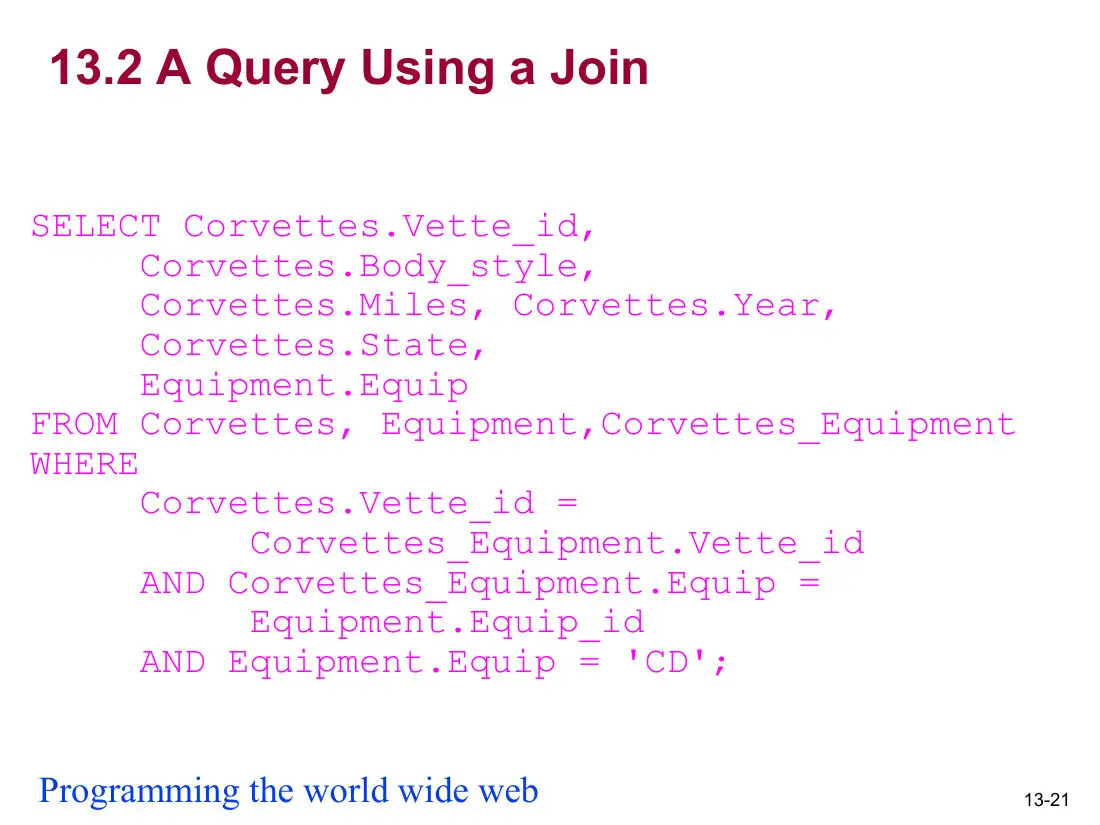 13.2 A Query Using a Join
SELECT Corvettes.Vette_id,
Corvettes.Body_style,
Corvettes.Miles, Corvettes.Year,
Corvettes.State,
Equipment.Equip
FROM Corvettes, Equipment,Corvettes_Equipment
WHERE
Corvettes.Vette_id =
Corvettes_Equipment.Vette_id
AND Corvettes_Equipment.Equip =
Equipment.Equip_id
AND Equipment.Equip = 'CD';
Programming the world wide web
13-21